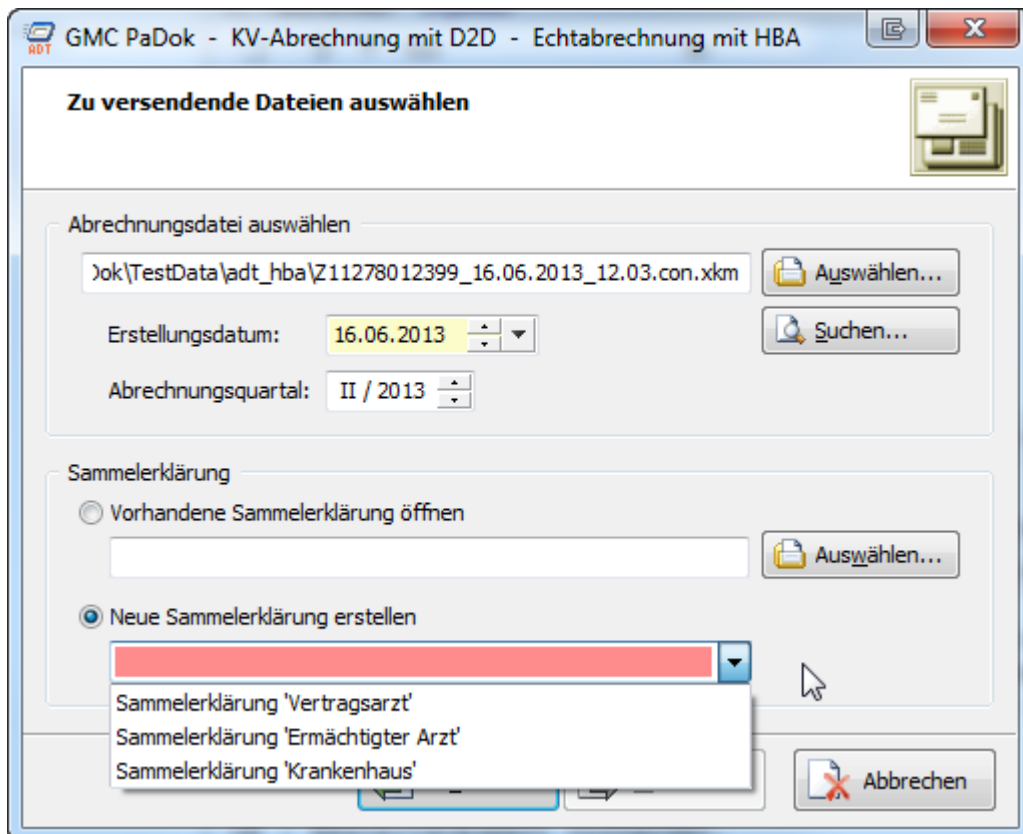 ADT
GMC PaDok - KV-Abrechnung mit D2D - Echtabrechnung mit HBA
Zu versendende Dateien auswählen
Abrechnungsdatei auswählen
Dok\TestData\adt_hba\Z11278012399_16.06.2013_12.03.con.xkm
Auswählen...
Erstellungsdatum:
16.06.2013
Suchen...
Abrechnungsquartal:
II / 2013
Sammelerklärung
Vorhandene Sammelerklärung öffnen
Auswählen...
Neue Sammelerklärung erstellen
Sammelerklärung 'Vertragsarzt'
Sammelerklärung 'Ermächtigter Arzt'
Sammelerklärung 'Krankenhaus'
Abbrechen